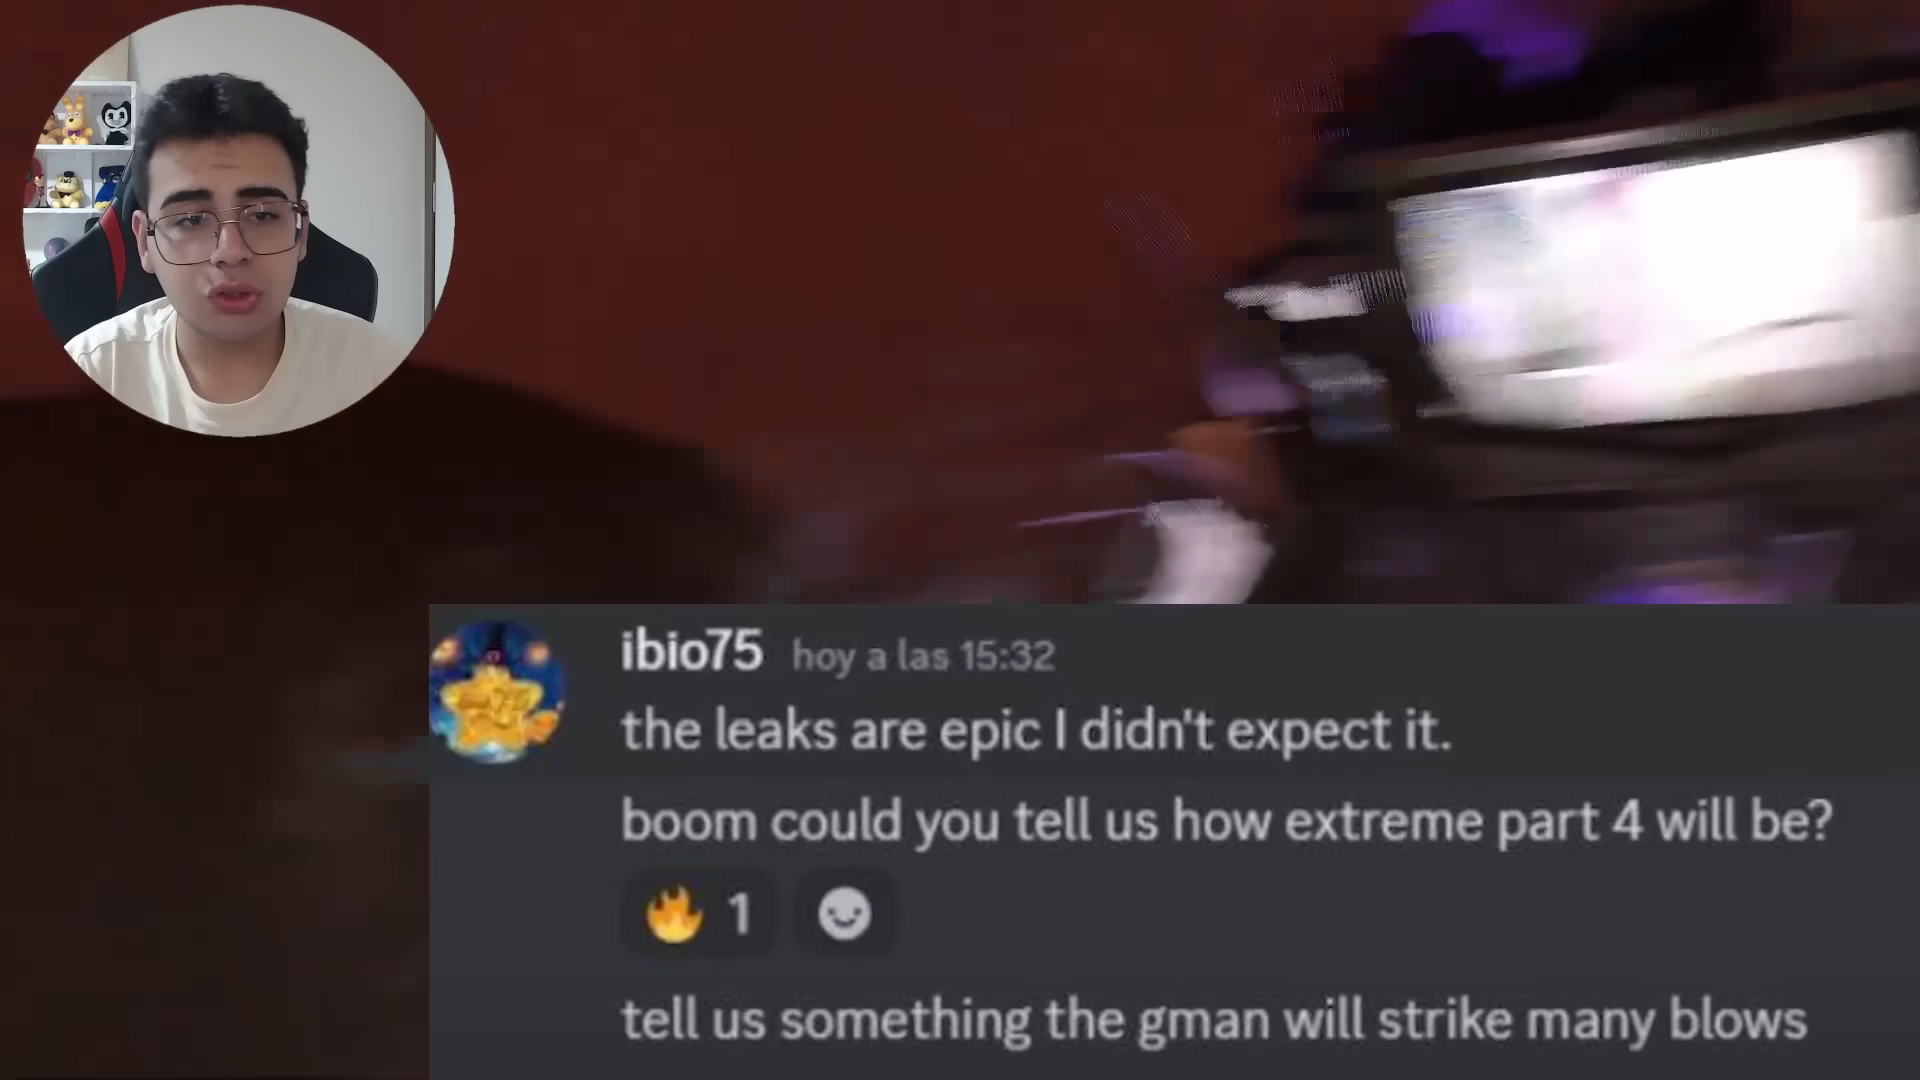 ibio75 hoy a las 15:32
the leaks are epic I didn't expect it.
boom could you tell us how extreme part 4 will be?
1
tell us something the gman will strike many blows